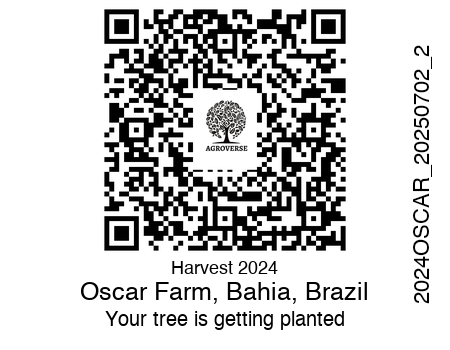 AGROVERSE
Harvest 2024
Oscar Farm, Bahia, Brazil
Your tree is getting planted
2024OSCAR_20250702_2